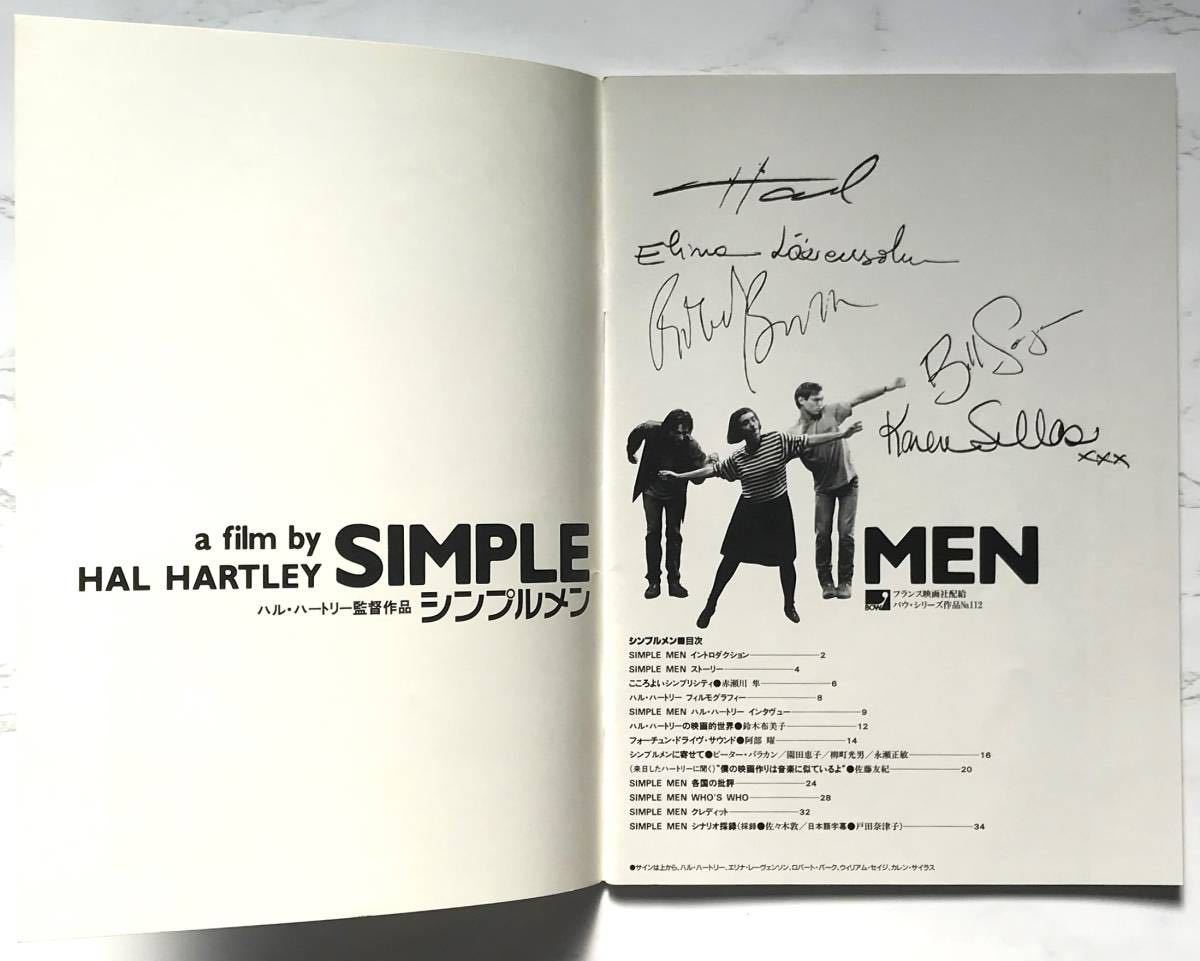 a film by
HAL HARTLEY
SIMPLE
ハル・ハートリー監督作品
シンプルメン
Hal
Elina Löwensohn
Robert Burke
Bill Sage
Karen Sillas
xxx
MEN
BOW
フランス映画社配給
バウ・シリーズ作品№112
シンプルメン■目次
SIMPLE MEN イントロダクション────2
SIMPLE MEN ストーリー────4
こころよいシンプリシティ●赤瀬川 隼────6
ハル・ハートリー フィルモグラフィー────8
SIMPLE MEN ハル・ハートリー インタヴュー────9
ハル・ハートリーの映画的世界●鈴木布美子────12
フォーチュン・ドライヴ・サウンド●阿部 曜────14
シンプルメンに寄せて●ピーター・バラカン/園田恵子/柳町光男/永瀬正敏────16
(来日したハートリーに聞く)"僕の映画作りは音楽に似ているよ"●佐藤友紀────20
SIMPLE MEN 各国の批評────24
SIMPLE MEN WHO'S WHO────28
SIMPLE MEN クレディット────32
SIMPLE MEN シナリオ採録(採録●佐々木敦/日本語字幕●戸田奈津子)────34
●サインは上から、ハル・ハートリー、エリナ・レーヴェンソン、ロバート・バーク、ウィリアム・セイジ、カレン・サイラス